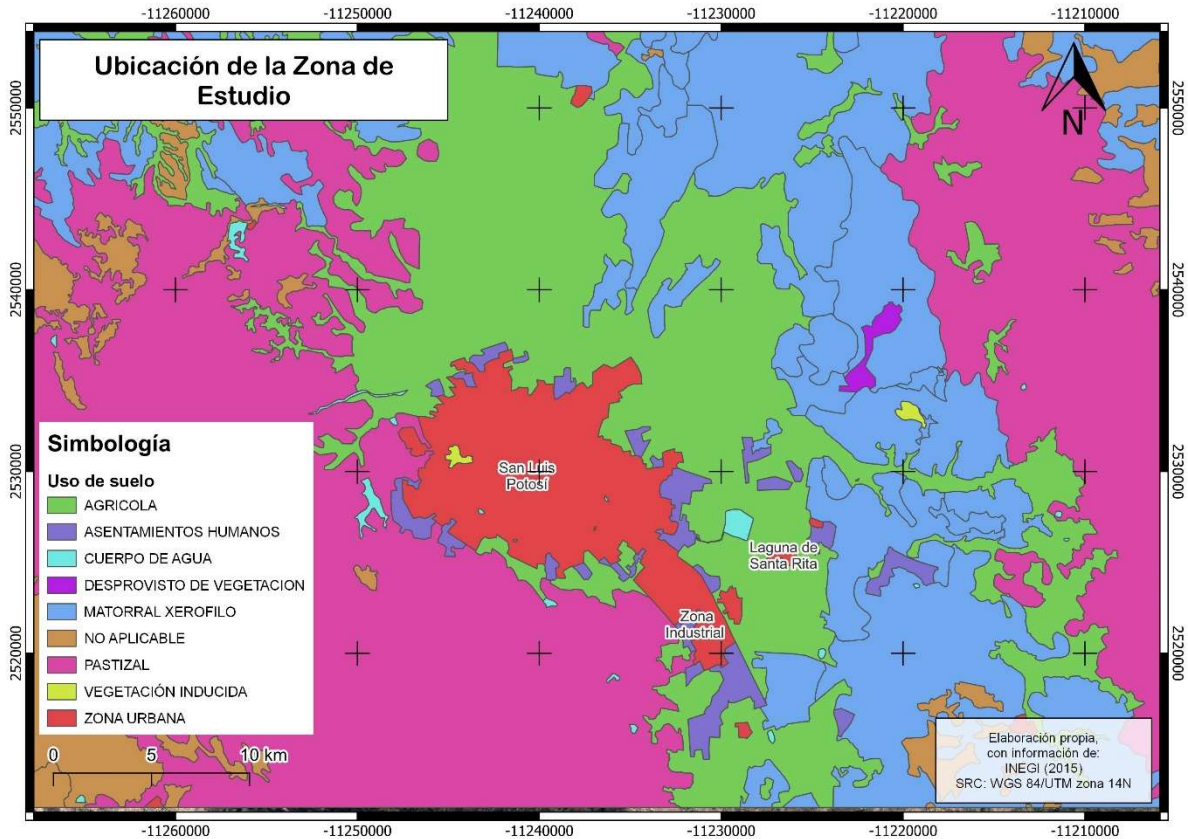 -11260000 -11250000 -11240000 -11230000 -11220000 -11210000
Ubicación de la Zona de
Estudio
N
2550000 2550000
2540000 2540000
2530000 2530000
2520000 2520000
San Luis
Potosí
Laguna de
Santa Rita
Zona
Industrial
Simbología
Uso de suelo
AGRICOLA
ASENTAMIENTOS HUMANOS
CUERPO DE AGUA
DESPROVISTO DE VEGETACION
MATORRAL XEROFILO
NO APLICABLE
PASTIZAL
VEGETACIÓN INDUCIDA
ZONA URBANA
0 5 10 km
Elaboración propia,
con información de:
INEGI (2015)
SRC: WGS 84/UTM zona 14N
-11260000 -11250000 -11240000 -11230000 -11220000 -11210000